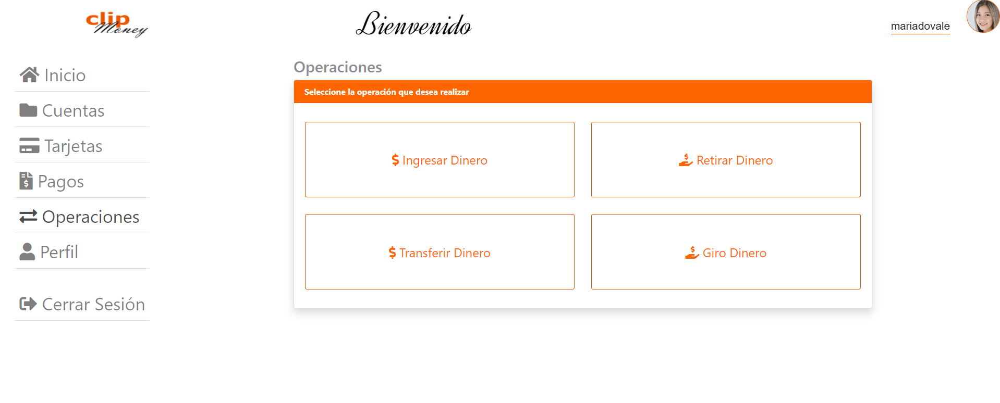 clip
Money
Bienvenido
mariadovale
Inicio
Cuentas
Tarjetas
Pagos
Operaciones
Perfil
Cerrar Sesión
Operaciones
Seleccione la operación que desea realizar
Ingresar Dinero
Retirar Dinero
Transferir Dinero
Giro Dinero